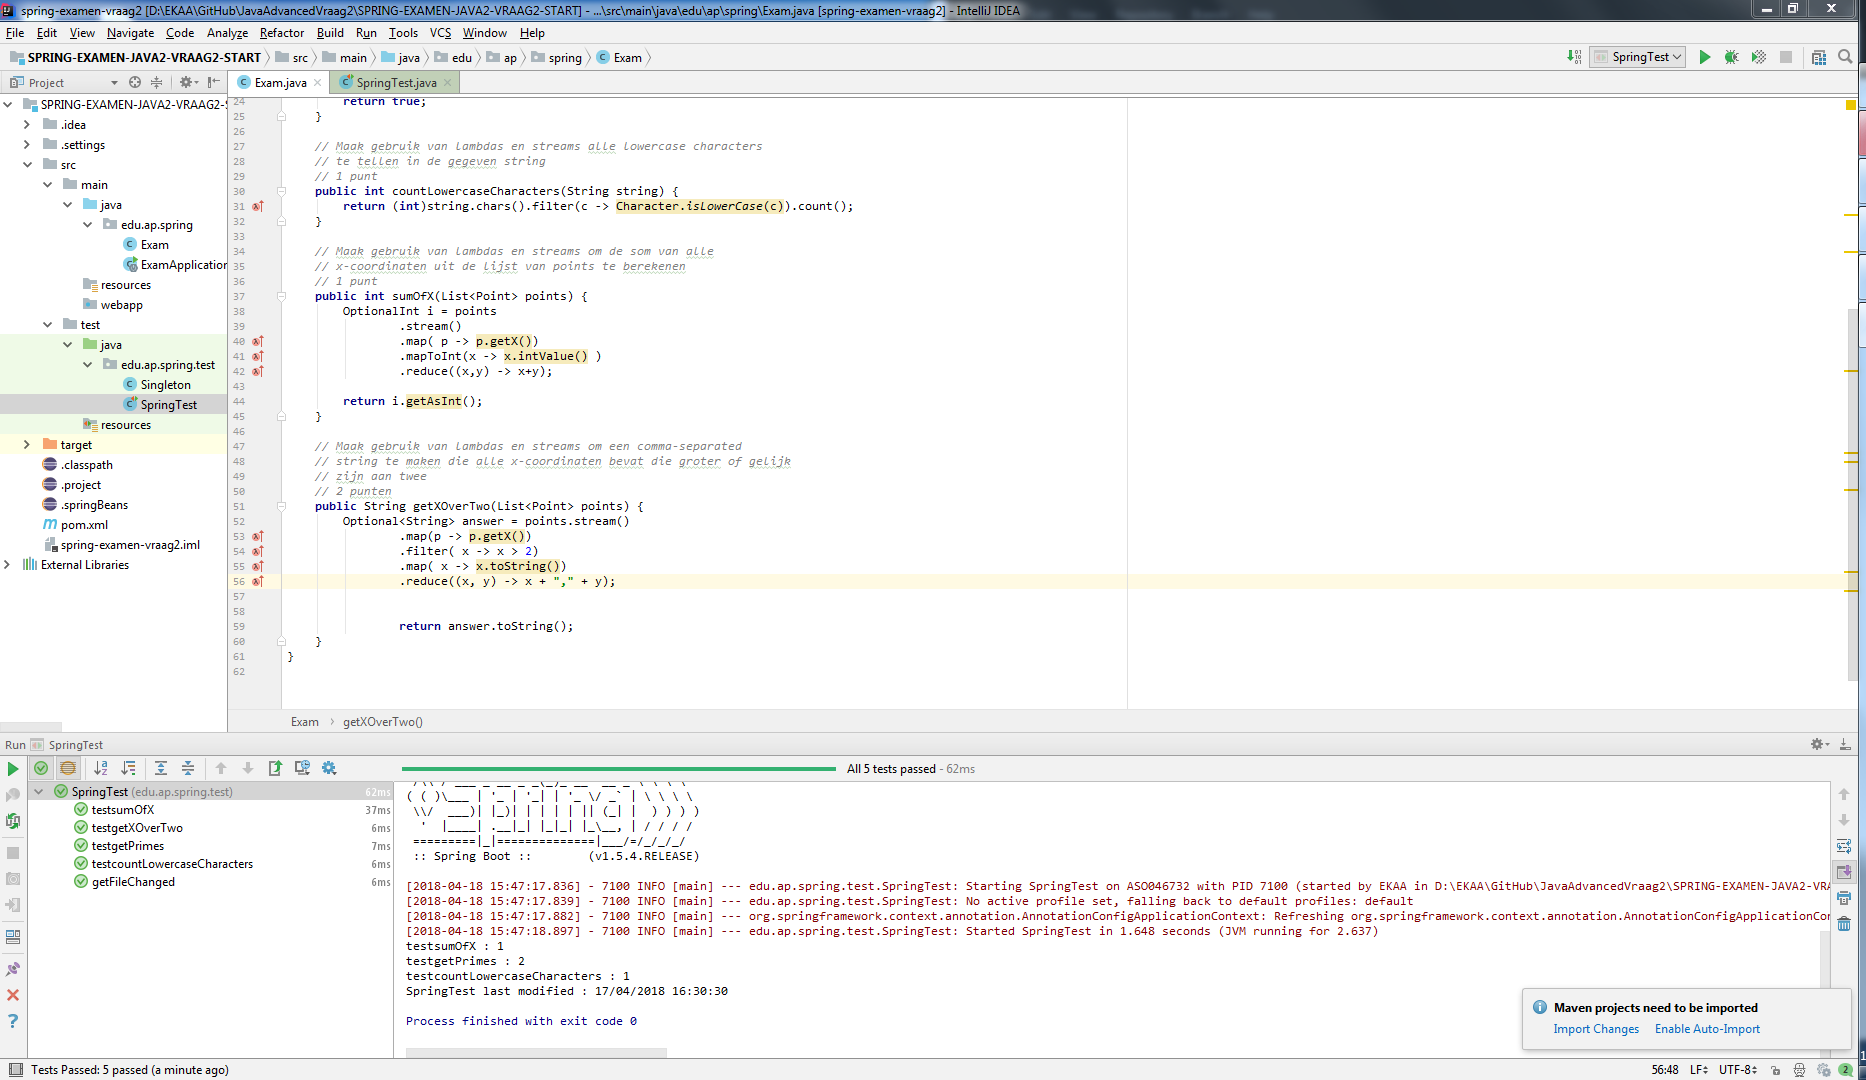 spring-examen-vraag2 [D:\EKAA\GitHub\JavaAdvancedVraag2\SPRING-EXAMEN-JAVA2-VRAAG2-START] - ...\src\main\java\edu\ap\spring\Exam.java [spring-examen-vraag2] - IntelliJ IDEA
File Edit View Navigate Code Analyze Refactor Build Run Tools VCS Window Help
SPRING-EXAMEN-JAVA2-VRAAG2-START src main java edu ap spring Exam SpringTest
Project Exam.java SpringTest.java
SPRING-EXAMEN-JAVA2-VRAAG2-S
.idea
.settings
src
main
java
edu.ap.spring
Exam
ExamApplication
resources
webapp
test
java
edu.ap.spring.test
Singleton
SpringTest
resources
target
.classpath
.project
.springBeans
pom.xml
spring-examen-vraag2.iml
External Libraries
24 return true;
25 }
26
27 // Maak gebruik van lambdas en streams alle lowercase characters
28 // te tellen in de gegeven string
29 // 1 punt
30 public int countLowercaseCharacters(String string) {
31 return (int)string.chars().filter(c -> Character.isLowerCase(c)).count();
32 }
33
34 // Maak gebruik van lambdas en streams om de som van alle
35 // x-coordinaten uit de lijst van points te berekenen
36 // 1 punt
37 public int sumOfX(List<Point> points) {
38 OptionalInt i = points
39 .stream()
40 .map( p -> p.getX())
41 .mapToInt(x -> x.intValue() )
42 .reduce((x,y) -> x+y);
43
44 return i.getAsInt();
45 }
46
47 // Maak gebruik van lambdas en streams om een comma-separated
48 // string te maken die alle x-coordinaten bevat die groter of gelijk
49 // zijn aan twee
50 // 2 punten
51 public String getXOverTwo(List<Point> points) {
52 Optional<String> answer = points.stream()
53 .map(p -> p.getX())
54 .filter( x -> x > 2)
55 .map( x -> x.toString())
56 .reduce((x, y) -> x + "," + y);
57
58
59 return answer.toString();
60 }
61 }
62
Exam getXOverTwo()
Run SpringTest
All 5 tests passed - 62ms
SpringTest (edu.ap.spring.test) 62ms
testsumOfX 37ms
testgetXOverTwo 6ms
testgetPrimes 7ms
testcountLowercaseCharacters 6ms
getFileChanged 6ms
:: Spring Boot :: (v1.5.4.RELEASE)
[2018-04-18 15:47:17.836] - 7100 INFO [main] --- edu.ap.spring.test.SpringTest: Starting SpringTest on ASO046732 with PID 7100 (started by EKAA in D:\EKAA\GitHub\JavaAdvancedVraag2\SPRING-EXAMEN-JAVA2-VRA
[2018-04-18 15:47:17.839] - 7100 INFO [main] --- edu.ap.spring.test.SpringTest: No active profile set, falling back to default profiles: default
[2018-04-18 15:47:17.882] - 7100 INFO [main] --- org.springframework.context.annotation.AnnotationConfigApplicationContext: Refreshing org.springframework.context.annotation.AnnotationConfigApplicationCon
[2018-04-18 15:47:18.897] - 7100 INFO [main] --- edu.ap.spring.test.SpringTest: Started SpringTest in 1.648 seconds (JVM running for 2.637)
testsumOfX : 1
testgetPrimes : 2
testcountLowercaseCharacters : 1
SpringTest last modified : 17/04/2018 16:30:30
Process finished with exit code 0
Maven projects need to be imported
Import Changes Enable Auto-Import
Tests Passed: 5 passed (a minute ago) 56:48 LF UTF-8 2